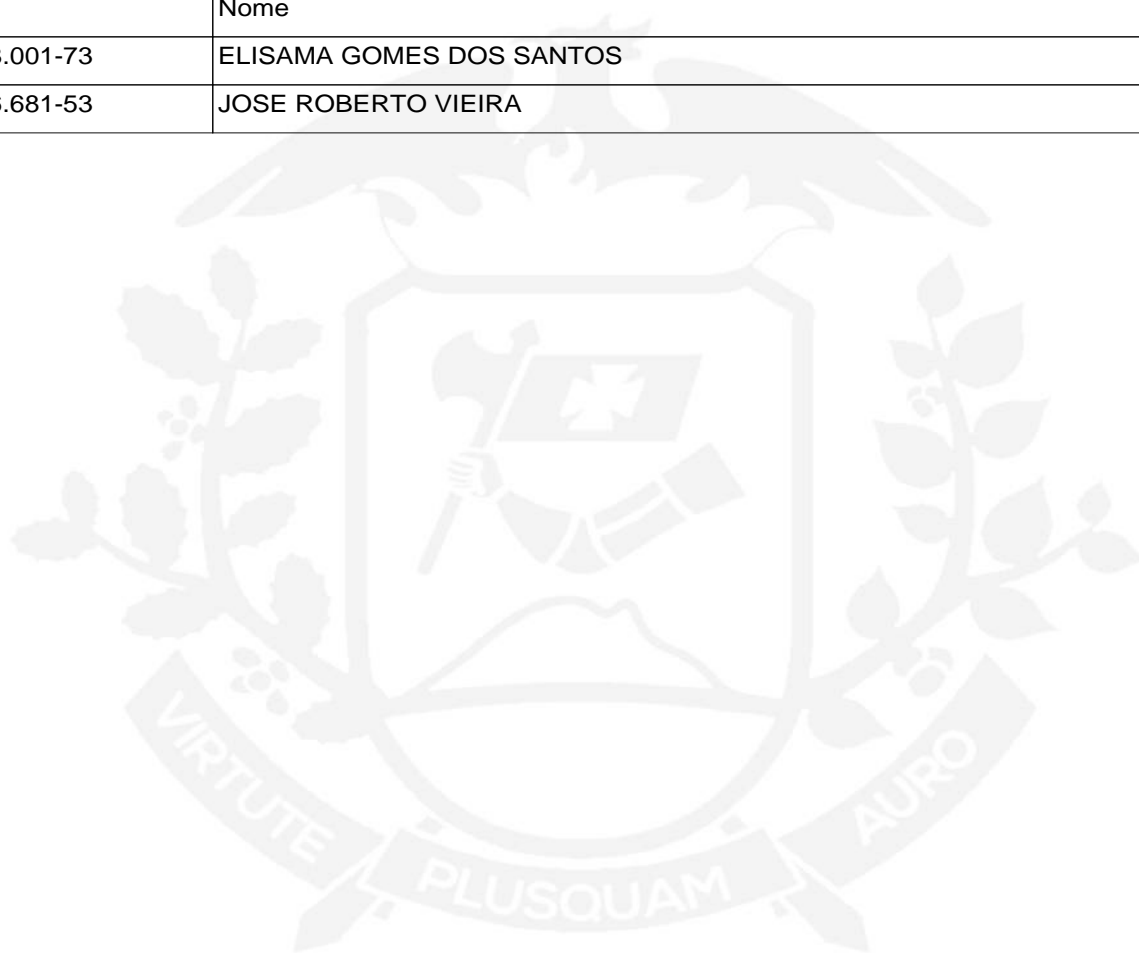 Nome
.001-73 ELISAMA GOMES DOS SANTOS
.681-53 JOSE ROBERTO VIEIRA
VIRTUTE PLUSQUAM AURO